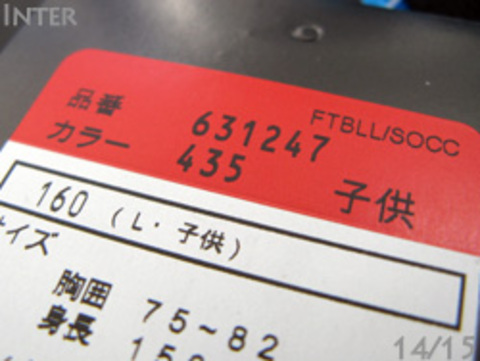 INTER
FTBLL/SOCC
品番 631247
カラー 435 子供
160 (L・子供)
イズ
胸囲 75~82
身長
14/15